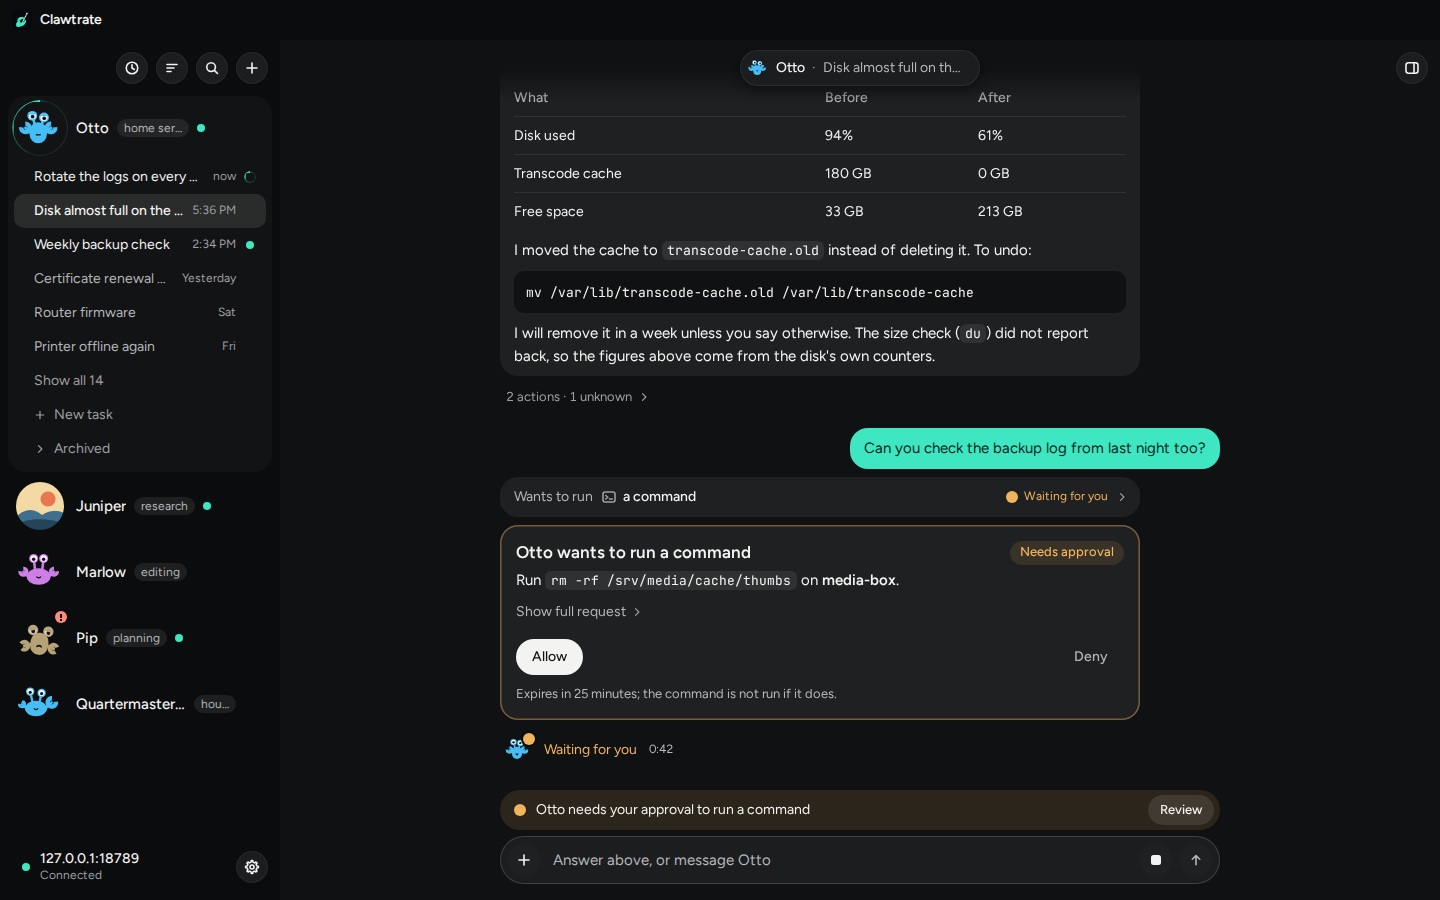 Clawtrate
Otto home ser...
Rotate the logs on every ... now
Disk almost full on the ... 5:36 PM
Weekly backup check 2:34 PM
Certificate renewal ... Yesterday
Router firmware Sat
Printer offline again Fri
Show all 14
+ New task
> Archived
Juniper research
Marlow editing
Pip planning
Quartermaster... hou...
127.0.0.1:18789
Connected
Otto · Disk almost full on th...
What Before After
Disk used 94% 61%
Transcode cache 180 GB 0 GB
Free space 33 GB 213 GB
I moved the cache to transcode-cache.old instead of deleting it. To undo:
mv /var/lib/transcode-cache.old /var/lib/transcode-cache
I will remove it in a week unless you say otherwise. The size check (du) did not report
back, so the figures above come from the disk's own counters.
2 actions · 1 unknown >
Can you check the backup log from last night too?
Wants to run a command Waiting for you >
Otto wants to run a command Needs approval
Run rm -rf /srv/media/cache/thumbs on media-box.
Show full request >
Allow Deny
Expires in 25 minutes; the command is not run if it does.
Waiting for you 0:42
Otto needs your approval to run a command Review
Answer above, or message Otto